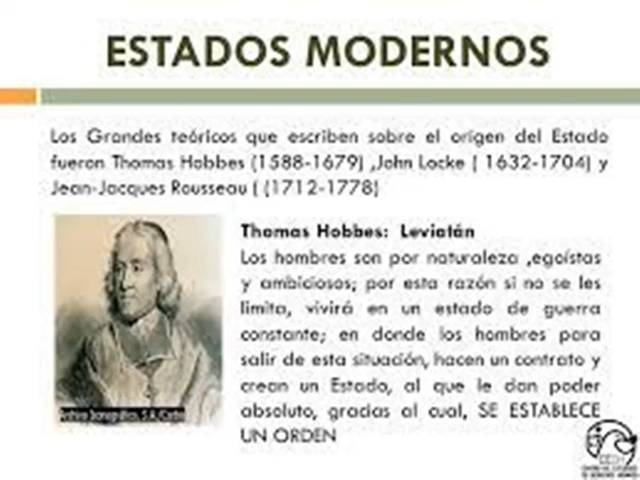 ESTADOS MODERNOS
Los Grandes teóricos que escriben sobre el origen del Estado
fueron Thomas Hobbes (1588-1679) ,John Locke ( 1632-1704) y
Jean-Jacques Rousseau ( (1712-1778)
Thomas Hobbes: Leviatán
Los hombres son por naturaleza ,egoístas
y ambiciosos; por esta razón si no se les
limita, vivirá en un estado de guerra
constante; en donde los hombres para
salir de esta situación, hacen un contrato y
crean un Estado, al que le dan poder
absoluto, gracias al cual, SE ESTABLECE
UN ORDEN